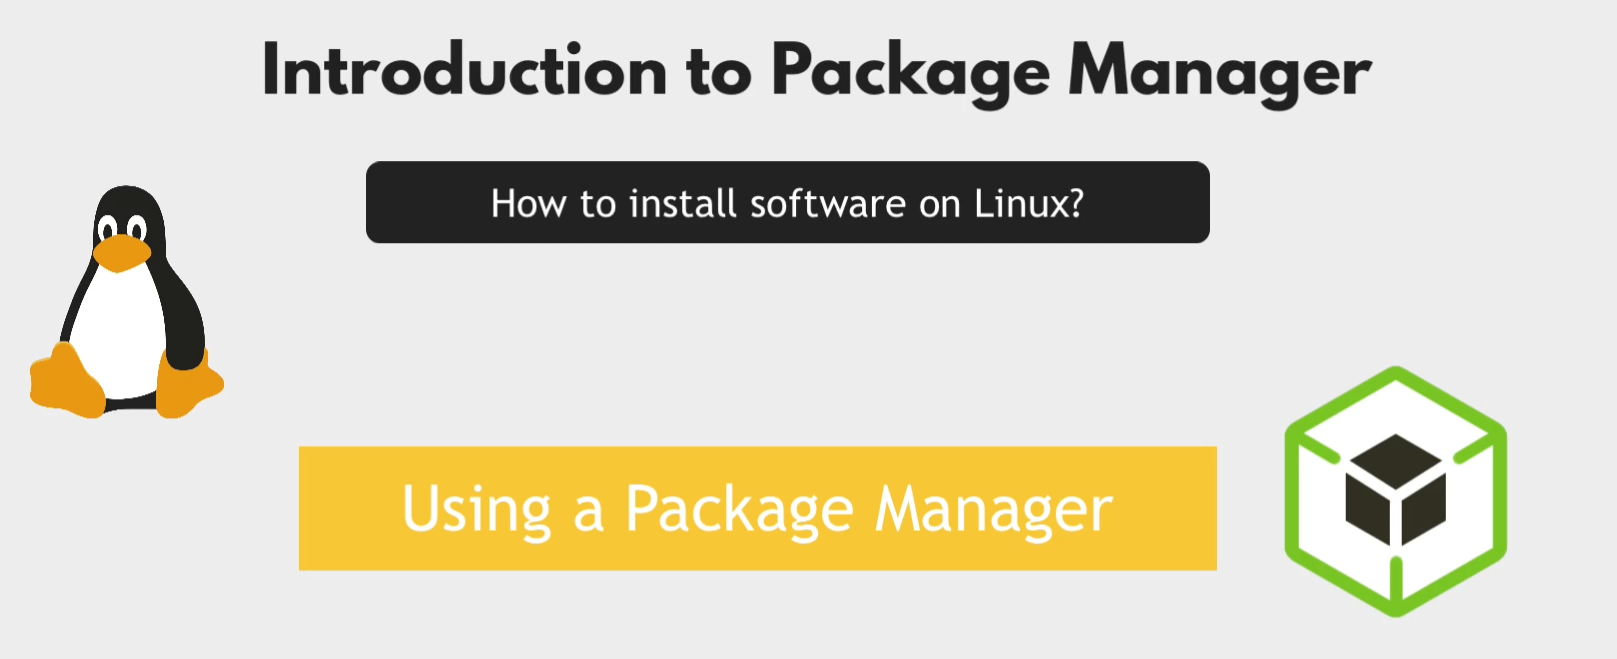 Introduction to Package Manager
How to install software on Linux?
Using a Package Manager